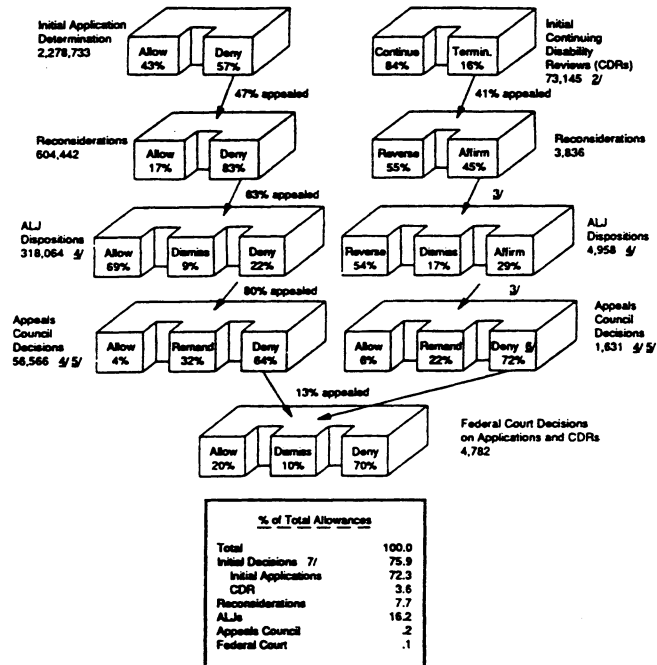 Initial Application
Determination
2,278,733
Allow
43%
Deny
57%
47% appealed
Continue
84%
Termin.
16%
Initial
Continuing
Disability
Reviews (CDRs)
73,145 2/
41% appealed
Reconsiderations
604,442
Allow
17%
Deny
83%
63% appealed
Reverse
55%
Affirm
45%
Reconsiderations
3,836
3/
ALJ
Dispositions
318,064 4/
Allow
69%
Dismiss
9%
Deny
22%
80% appealed
Reverse
54%
Dismiss
17%
Affirm
29%
ALJ
Dispositions
4,958 4/
3/
Appeals
Council
Decisions
56,566 4/ 5/
Allow
4%
Remand
32%
Deny
64%
Allow
6%
Remand
22%
Deny 6/
72%
Appeals
Council
Decisions
1,631 4/ 5/
13% appealed
Allow
20%
Dismiss
10%
Deny
70%
Federal Court Decisions
on Applications and CDRs
4,782
% of Total Allowances
Total 100.0
Initial Decisions 7/ 75.9
Initial Applications 72.3
CDR 3.6
Reconsiderations 7.7
ALJs 16.2
Appeals Council .2
Federal Court .1